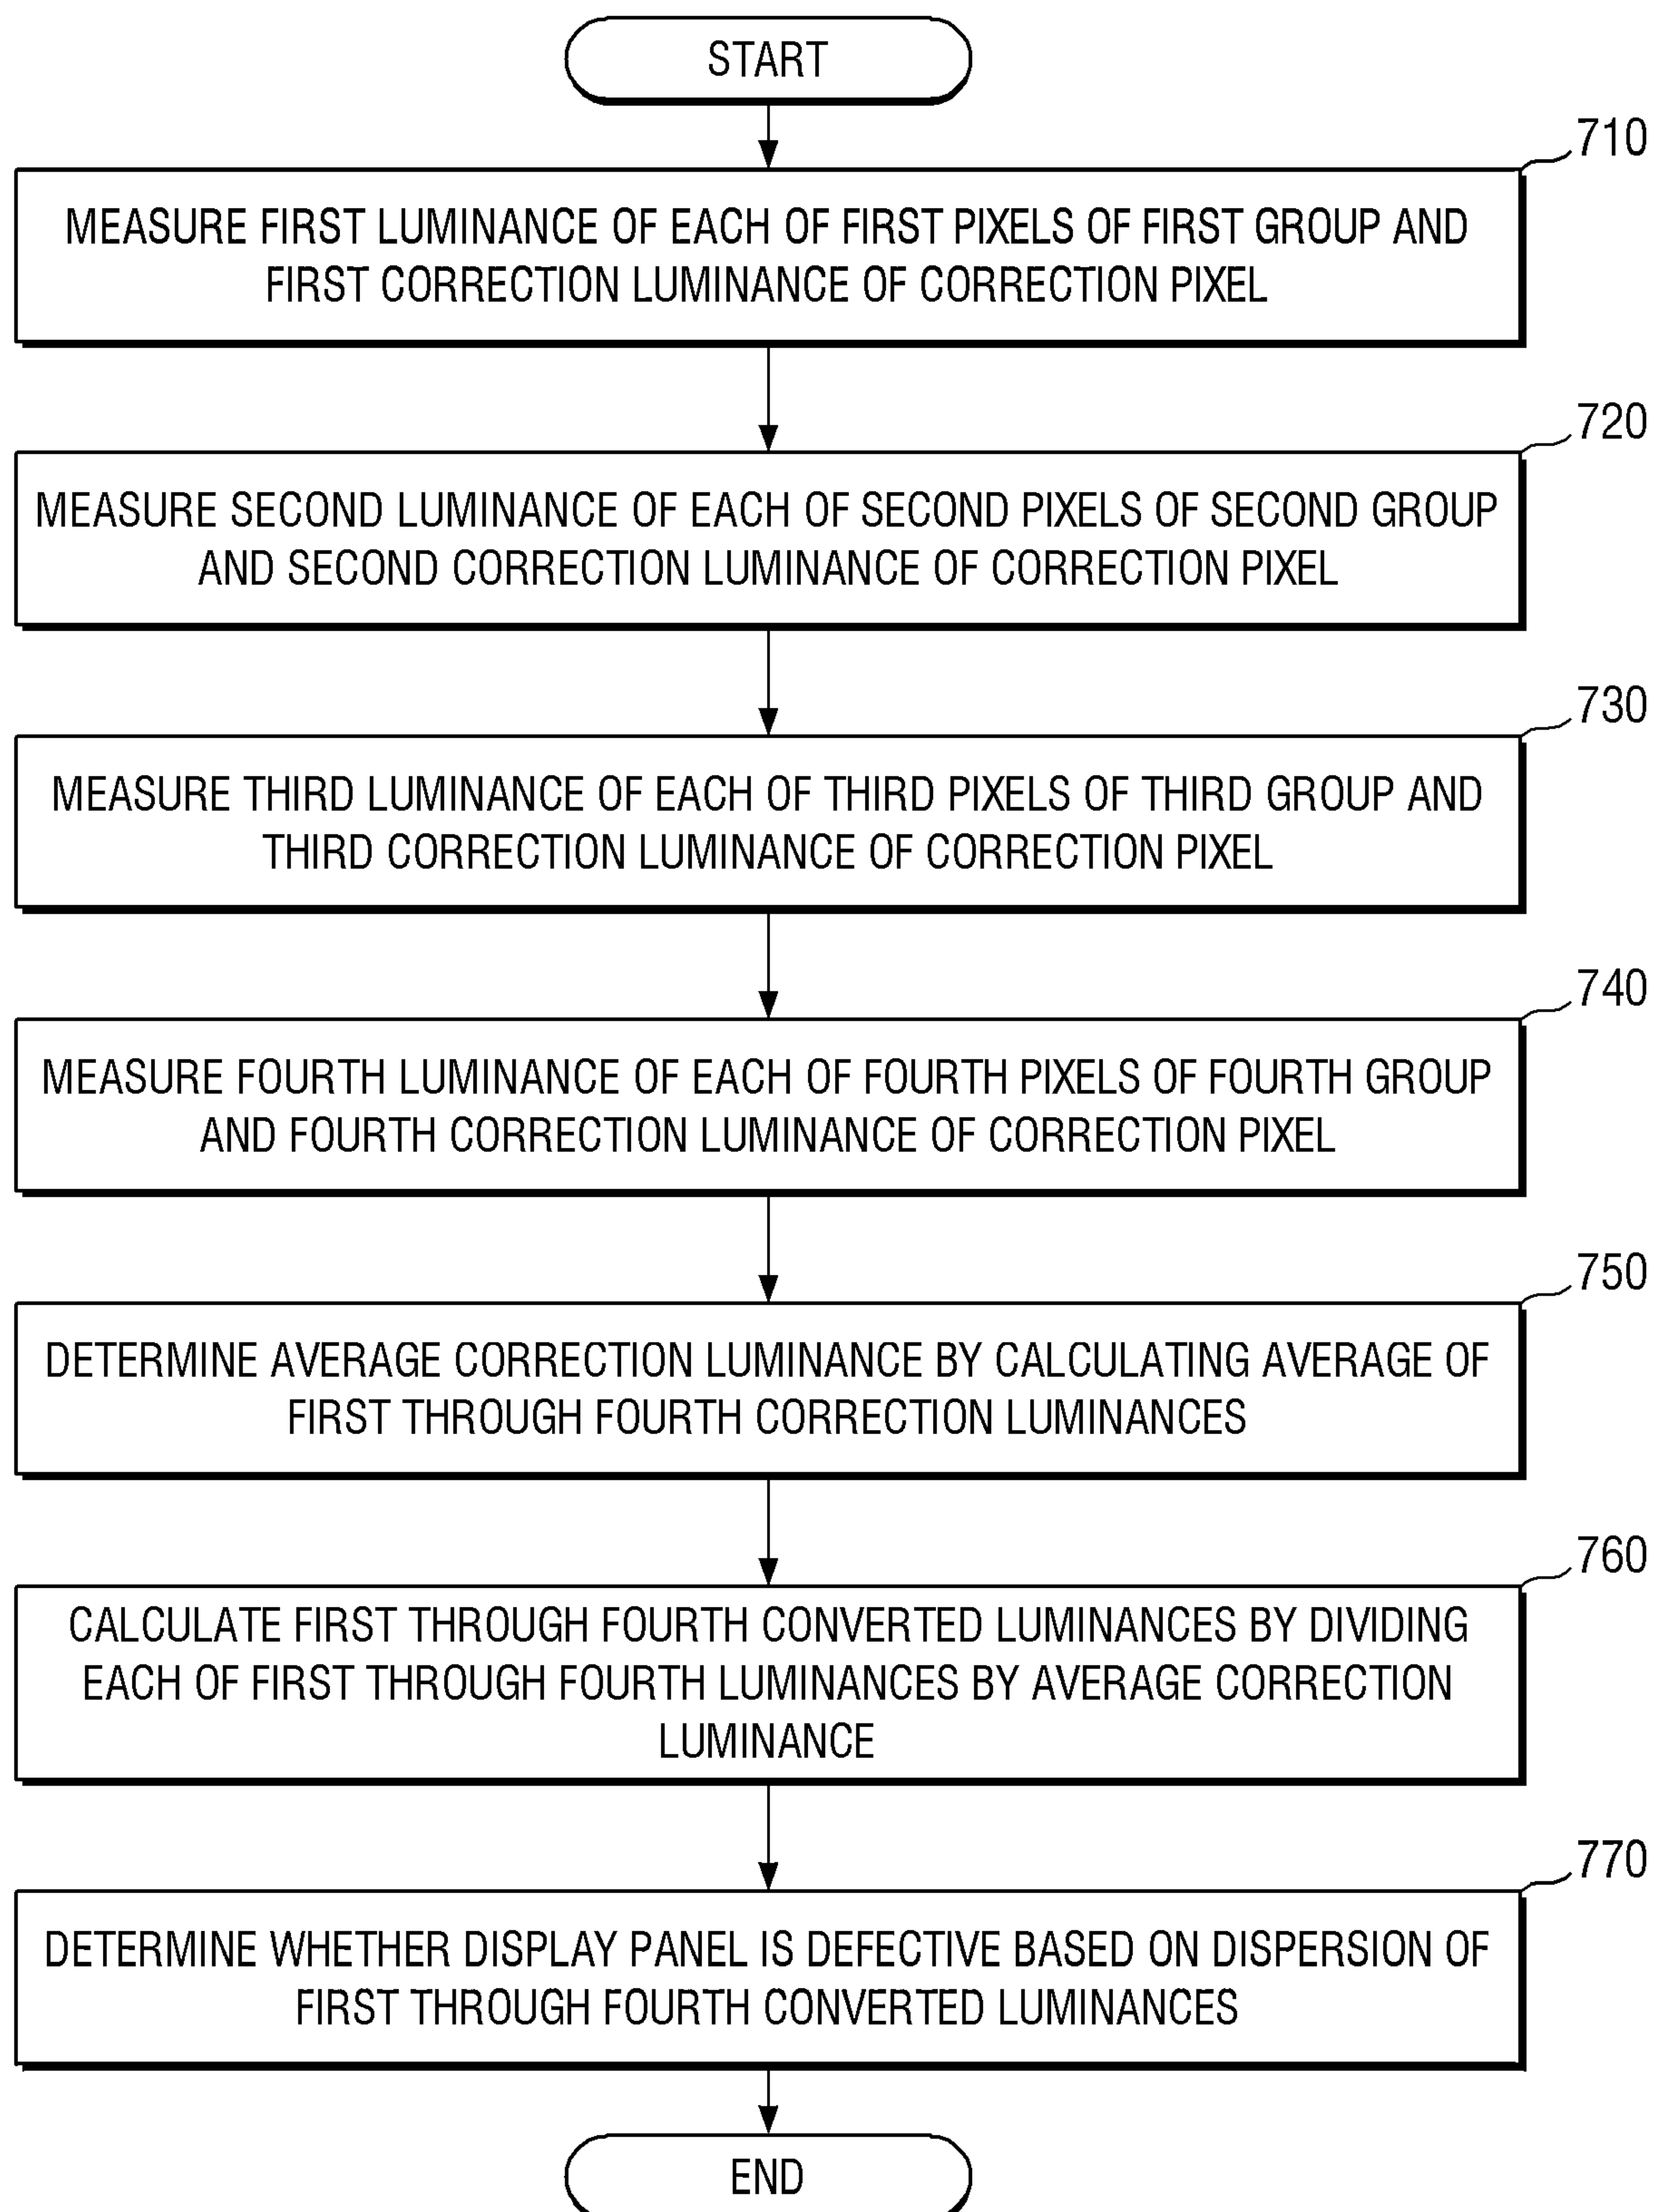 START
710
MEASURE FIRST LUMINANCE OF EACH OF FIRST PIXELS OF FIRST GROUP AND
FIRST CORRECTION LUMINANCE OF CORRECTION PIXEL
720
MEASURE SECOND LUMINANCE OF EACH OF SECOND PIXELS OF SECOND GROUP
AND SECOND CORRECTION LUMINANCE OF CORRECTION PIXEL
730
MEASURE THIRD LUMINANCE OF EACH OF THIRD PIXELS OF THIRD GROUP AND
THIRD CORRECTION LUMINANCE OF CORRECTION PIXEL
740
MEASURE FOURTH LUMINANCE OF EACH OF FOURTH PIXELS OF FOURTH GROUP
AND FOURTH CORRECTION LUMINANCE OF CORRECTION PIXEL
750
DETERMINE AVERAGE CORRECTION LUMINANCE BY CALCULATING AVERAGE OF
FIRST THROUGH FOURTH CORRECTION LUMINANCES
760
CALCULATE FIRST THROUGH FOURTH CONVERTED LUMINANCES BY DIVIDING
EACH OF FIRST THROUGH FOURTH LUMINANCES BY AVERAGE CORRECTION
LUMINANCE
770
DETERMINE WHETHER DISPLAY PANEL IS DEFECTIVE BASED ON DISPERSION OF
FIRST THROUGH FOURTH CONVERTED LUMINANCES
END